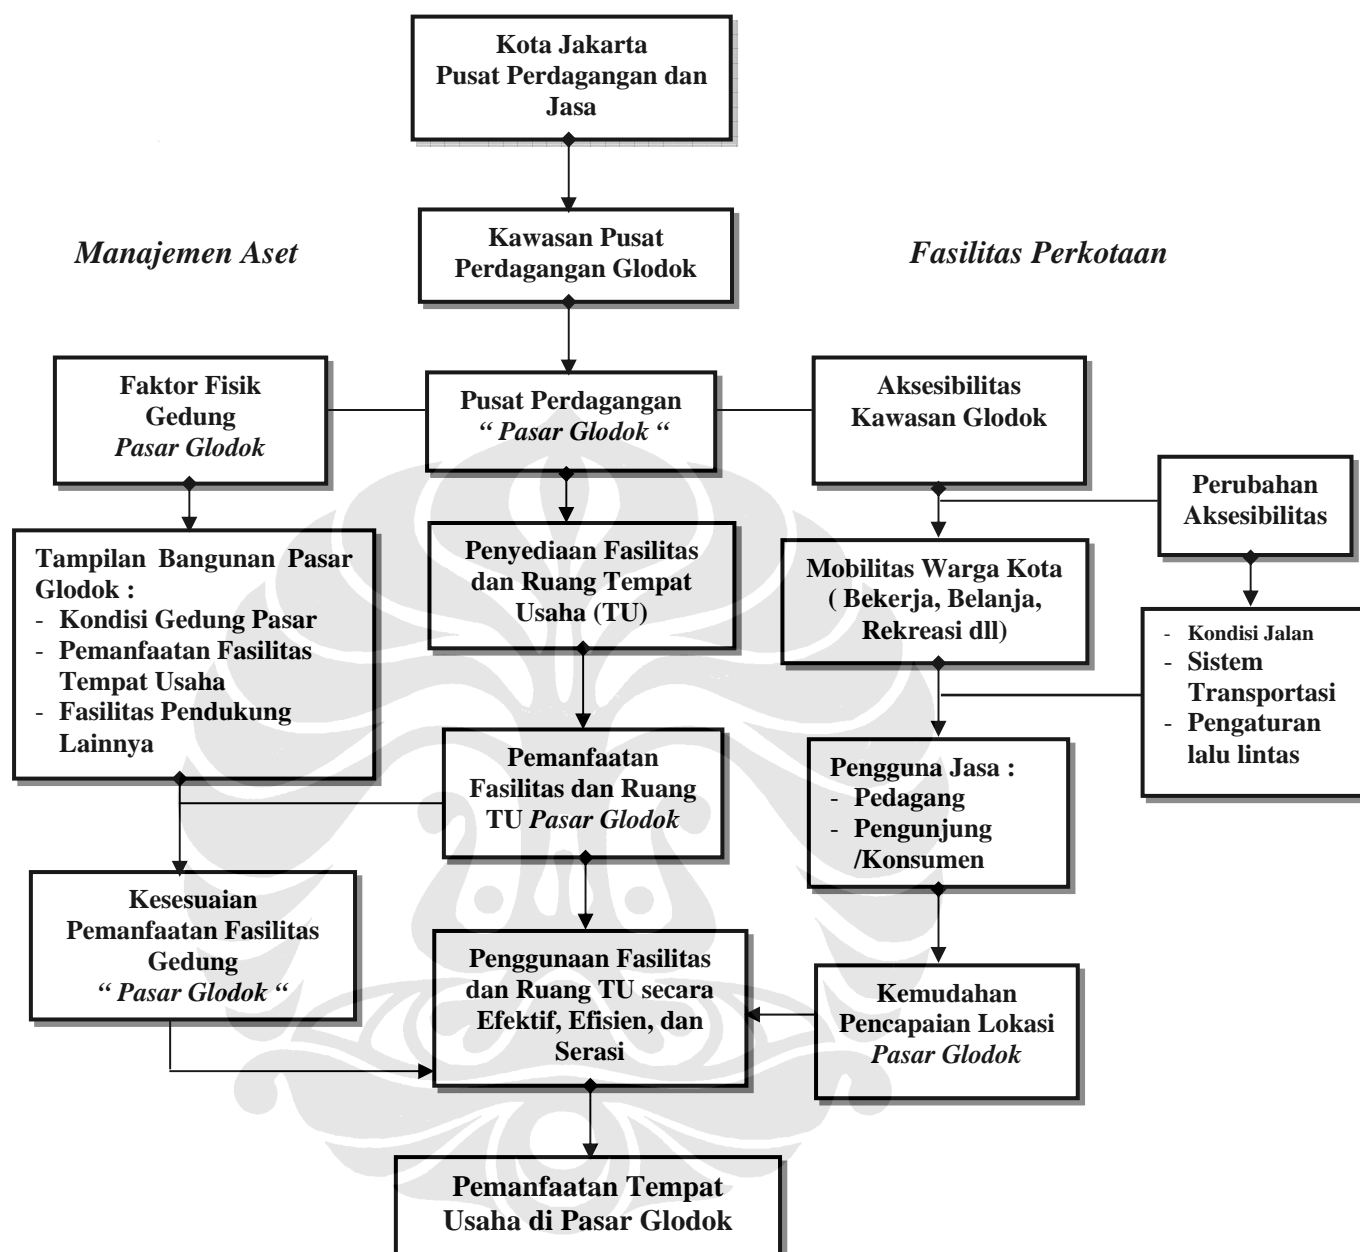 Kota Jakarta
Pusat Perdagangan dan
Jasa
Manajemen Aset
Kawasan Pusat
Perdagangan Glodok
Fasilitas Perkotaan
Faktor Fisik
Gedung
Pasar Glodok
Pusat Perdagangan
“ Pasar Glodok “
Aksesibilitas
Kawasan Glodok
Perubahan
Aksesibilitas
Tampilan Bangunan Pasar
Glodok :
- Kondisi Gedung Pasar
- Pemanfaatan Fasilitas
Tempat Usaha
- Fasilitas Pendukung
Lainnya
Penyediaan Fasilitas
dan Ruang Tempat
Usaha (TU)
Mobilitas Warga Kota
( Bekerja, Belanja,
Rekreasi dll)
- Kondisi Jalan
- Sistem
Transportasi
- Pengaturan
lalu lintas
Pemanfaatan
Fasilitas dan Ruang
TU Pasar Glodok
Pengguna Jasa :
- Pedagang
- Pengunjung
/Konsumen
Kesesuaian
Pemanfaatan Fasilitas
Gedung
“ Pasar Glodok “
Penggunaan Fasilitas
dan Ruang TU secara
Efektif, Efisien, dan
Serasi
Kemudahan
Pencapaian Lokasi
Pasar Glodok
Pemanfaatan Tempat
Usaha di Pasar Glodok